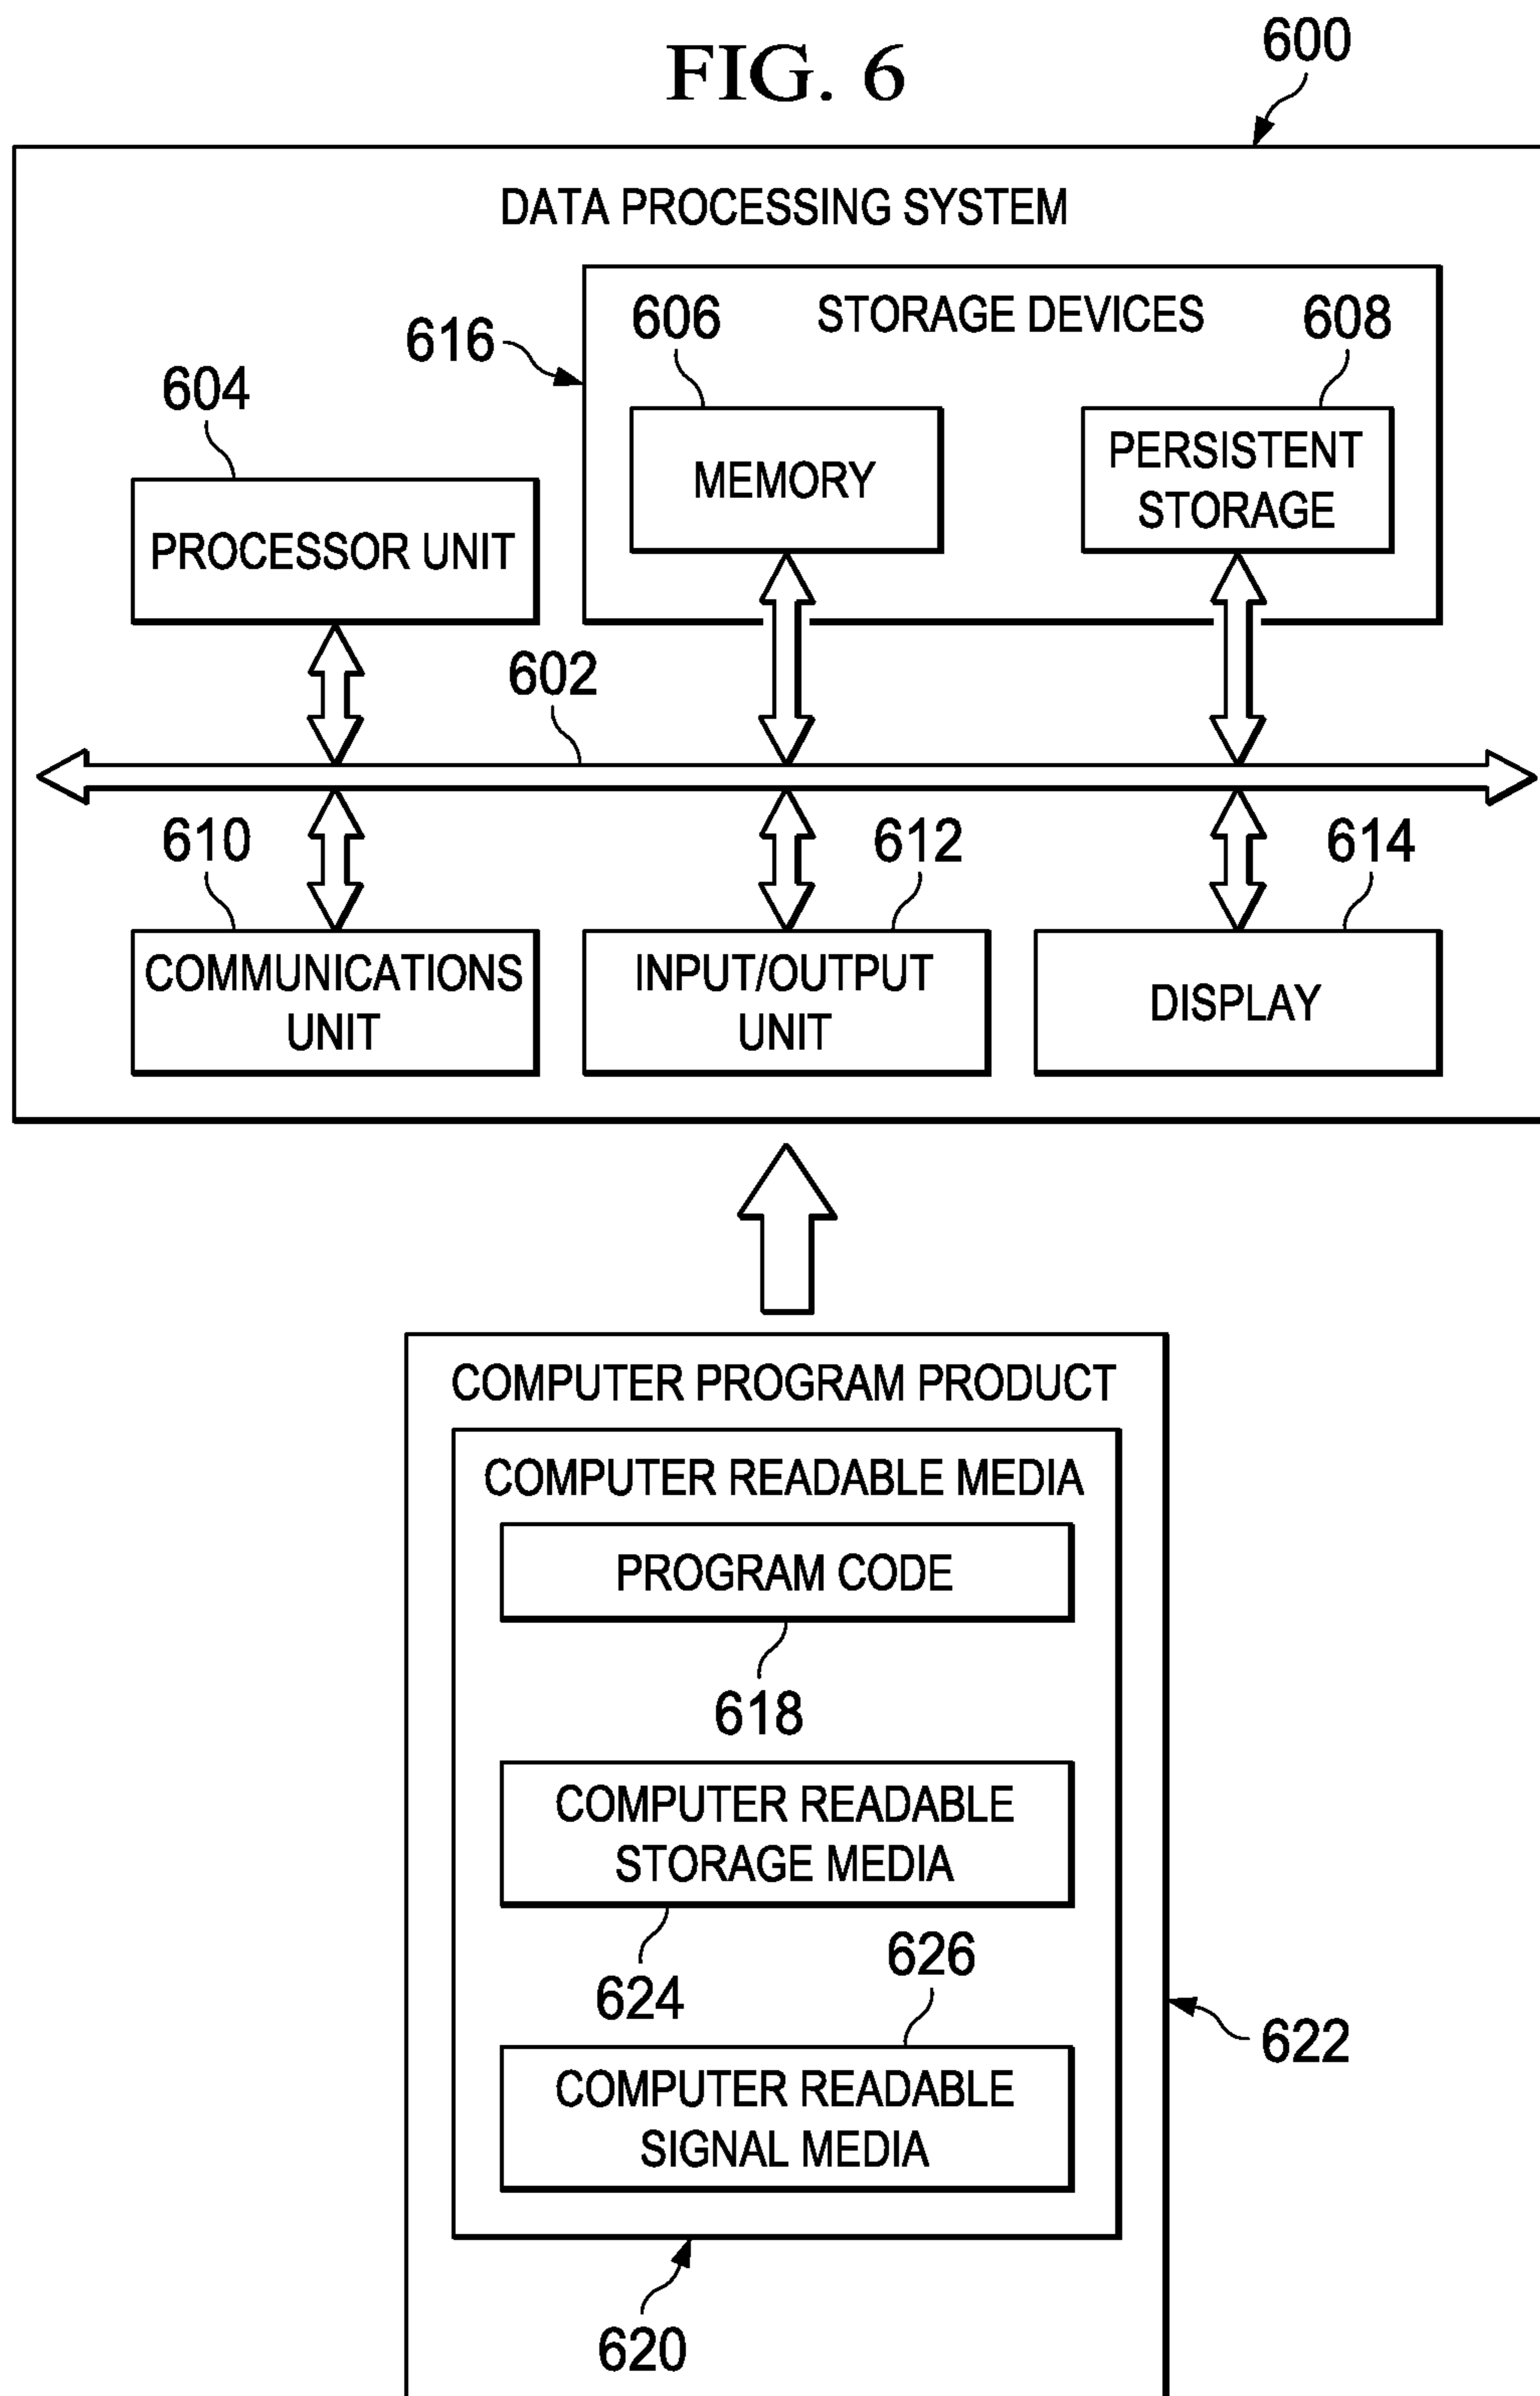 FIG. 6
600
DATA PROCESSING SYSTEM
616
606
STORAGE DEVICES
608
604
MEMORY
PERSISTENT
STORAGE
PROCESSOR UNIT
602
610
612
614
COMMUNICATIONS
UNIT
INPUT/OUTPUT
UNIT
DISPLAY
COMPUTER PROGRAM PRODUCT
COMPUTER READABLE MEDIA
PROGRAM CODE
618
COMPUTER READABLE
STORAGE MEDIA
624
626
622
COMPUTER READABLE
SIGNAL MEDIA
620